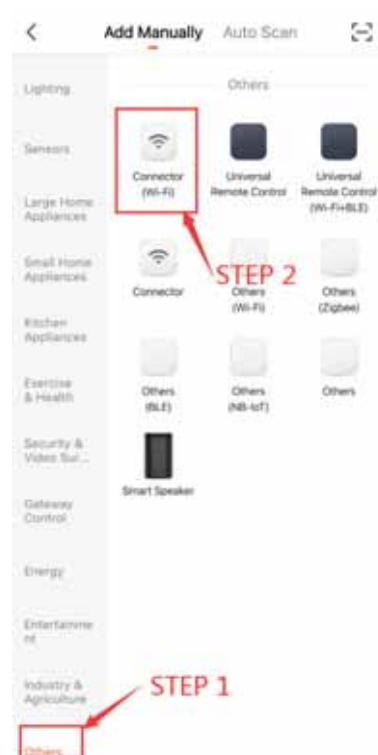 Add Manually Auto Scan
Lighting
Sensors
Large Home
Appliances
Small Home
Appliances
Kitchen
Appliances
Exercise
& Health
Security &
Video Sur...
Gateway
Control
Energy
Entertainme
nt
Industry &
Agriculture
Others
Others
Connector
(Wi-Fi)
Universal
Remote Control
Universal
Remote Control
(Wi-Fi+BLE)
STEP 2
Connector
Others
(Wi-Fi)
Others
(Zigbee)
Others
(BLE)
Others
(NB-IoT)
Others
Smart Speaker
STEP 1